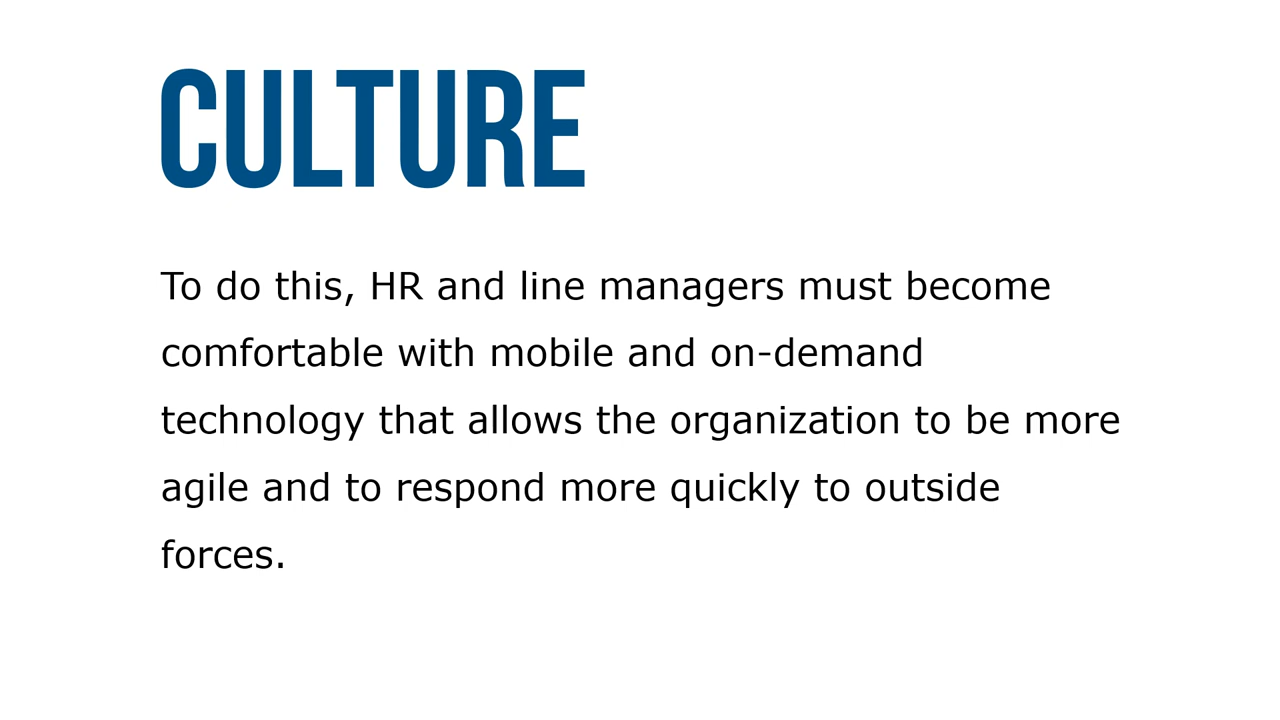 CULTURE
To do this, HR and line managers must become
comfortable with mobile and on-demand
technology that allows the organization to be more
agile and to respond more quickly to outside
forces.